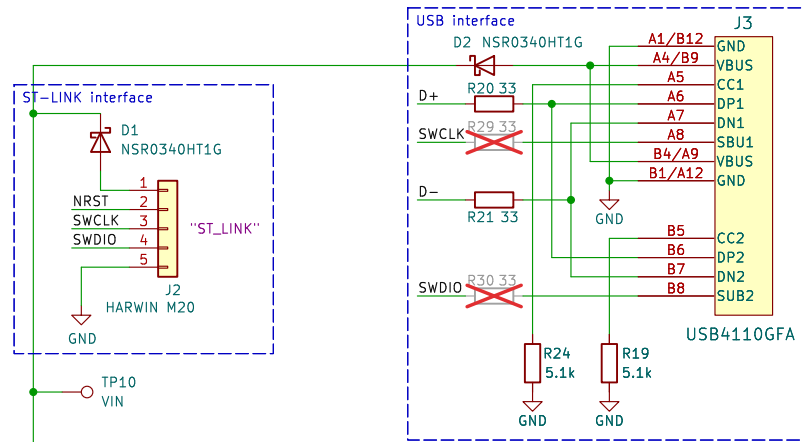 USB interface
J3
D2 NSR0340HT1G
A1/B12 GND
A4/B9 VBUS
ST-LINK interface
D+
R20 33
A5 CC1
A6 DP1
D1
NSR0340HT1G
SWCLK
R29 33
A7 DN1
A8 SBU1
B4/A9 VBUS
B1/A12 GND
1
NRST 2
SWCLK 3
SWDIO 4
5
"ST_LINK"
D-
R21 33
GND
B5 CC2
B6 DP2
B7 DN2
SWDIO
R30 33
B8 SUB2
J2
HARWIN M20
GND
USB4110GFA
R24
5.1k
R19
5.1k
TP10
VIN
GND
GND